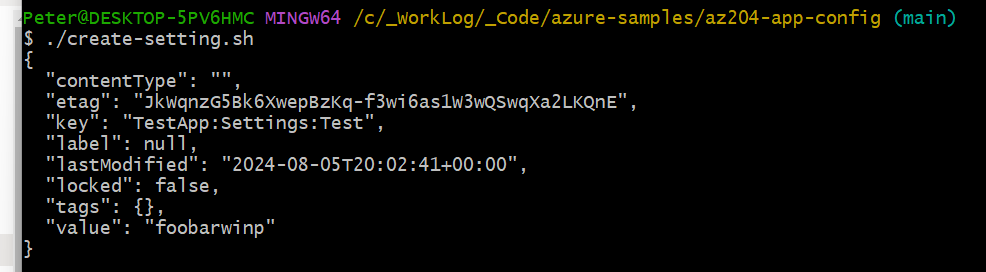 Peter@DESKTOP-5PV6HMC MINGW64 /c/_WorkLog/_Code/azure-samples/az204-app-config (main)
$ ./create-setting.sh
{
  "contentType": "",
  "etag": "JkWqnzG5Bk6XwepBzKq-f3wi6as1W3wQSwqXa2LKQnE",
  "key": "TestApp:Settings:Test",
  "label": null,
  "lastModified": "2024-08-05T20:02:41+00:00",
  "locked": false,
  "tags": {},
  "value": "foobarwinp"
}